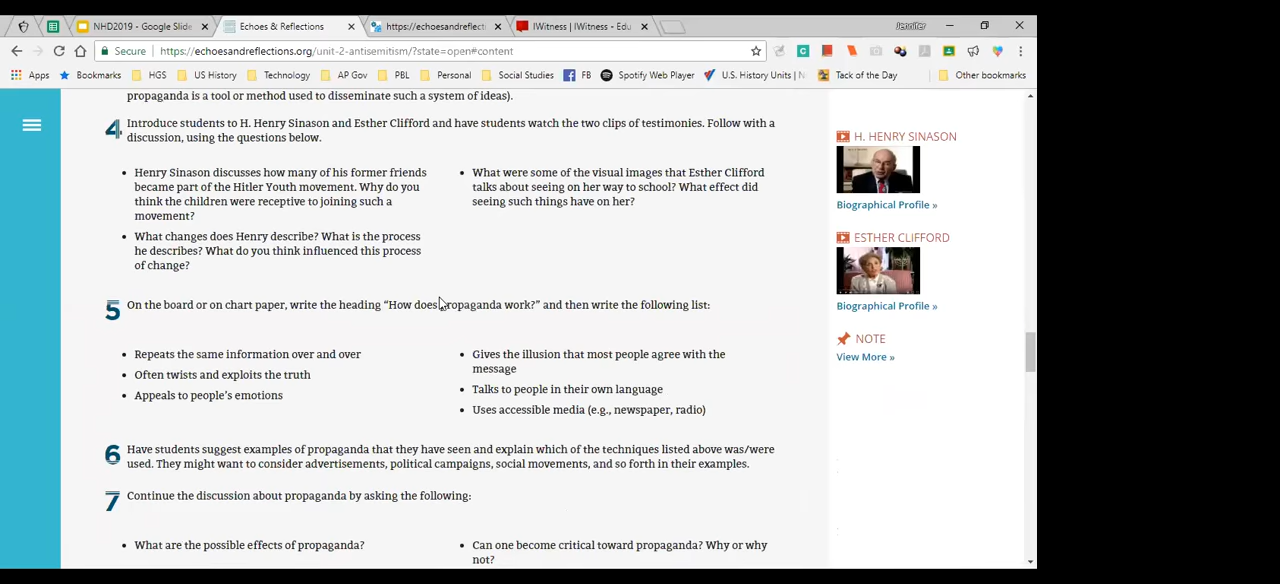 NHD2019 - Google Slide
Echoes & Reflections
https://echoesandreflecti
IWitness | IWitness - Edu
Jennifer
Secure
https://echoesandreflections.org/unit-2-antisemitism/?state=open#content
Apps
Bookmarks
HGS
US History
Technology
AP Gov
PBL
Personal
Social Studies
FB
Spotify Web Player
U.S. History Units | N
Tack of the Day
Other bookmarks
propaganda is a tool or method used to disseminate such a system of ideas).
4
Introduce students to H. Henry Sinason and Esther Clifford and have students watch the two clips of testimonies. Follow with a
discussion, using the questions below.
• Henry Sinason discusses how many of his former friends
became part of the Hitler Youth movement. Why do you
think the children were receptive to joining such a
movement?
• What changes does Henry describe? What is the process
he describes? What do you think influenced this process
of change?
• What were some of the visual images that Esther Clifford
talks about seeing on her way to school? What effect did
seeing such things have on her?
5
On the board or on chart paper, write the heading “How does propaganda work?” and then write the following list:
• Repeats the same information over and over
• Often twists and exploits the truth
• Appeals to people’s emotions
• Gives the illusion that most people agree with the
message
• Talks to people in their own language
• Uses accessible media (e.g., newspaper, radio)
6
Have students suggest examples of propaganda that they have seen and explain which of the techniques listed above was/were
used. They might want to consider advertisements, political campaigns, social movements, and so forth in their examples.
7
Continue the discussion about propaganda by asking the following:
• What are the possible effects of propaganda?
• Can one become critical toward propaganda? Why or why
not?
H. HENRY SINASON
Biographical Profile »
ESTHER CLIFFORD
Biographical Profile »
NOTE
View More »